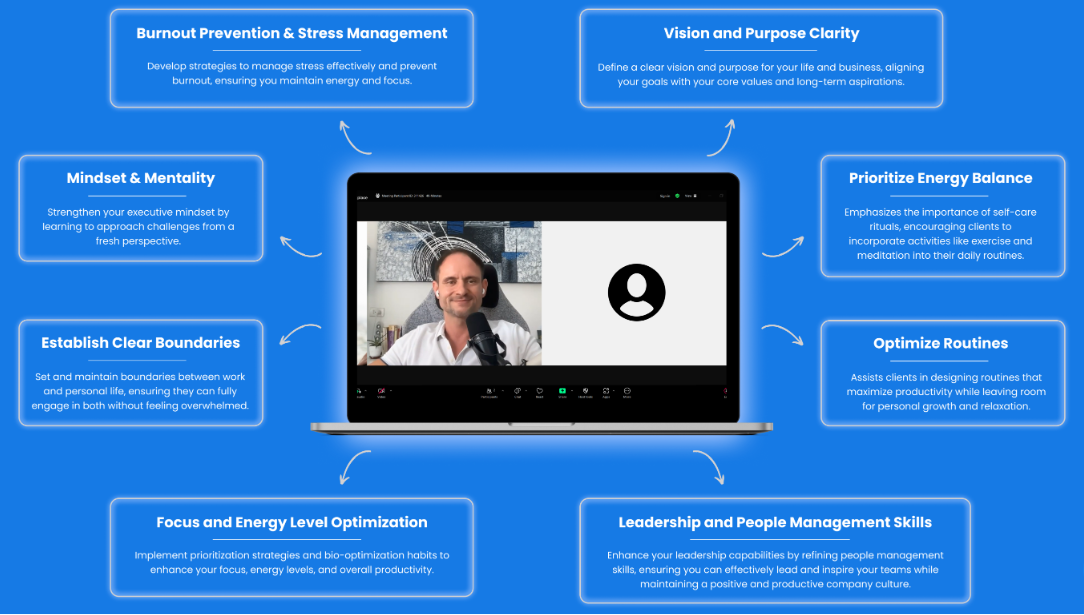 Burnout Prevention & Stress Management
Develop strategies to manage stress effectively and prevent
burnout, ensuring you maintain energy and focus.
Vision and Purpose Clarity
Define a clear vision and purpose for your life and business, aligning
your goals with your core values and long-term aspirations.
Mindset & Mentality
Strengthen your executive mindset by
learning to approach challenges from a
fresh perspective.
Prioritize Energy Balance
Emphasizes the importance of self-care
rituals, encouraging clients to
incorporate activities like exercise and
meditation into their daily routines.
Establish Clear Boundaries
Set and maintain boundaries between work
and personal life, ensuring they can fully
engage in both without feeling overwhelmed.
Optimize Routines
Assists clients in designing routines that
maximize productivity while leaving room
for personal growth and relaxation.
Focus and Energy Level Optimization
Implement prioritization strategies and bio-optimization habits to
enhance your focus, energy levels, and overall productivity.
Leadership and People Management Skills
Enhance your leadership capabilities by refining people management
skills, ensuring you can effectively lead and inspire your teams while
maintaining a positive and productive company culture.